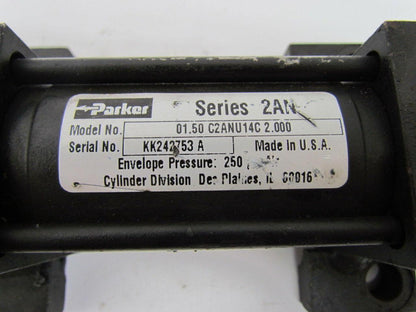 Parker Series 2AN
Model No. 01.50 C2ANU14C 2.000
Serial No. KK242753 A Made in U.S.A.
Envelope Pressure: 250
Cylinder Division Des Plaines, IL 60016